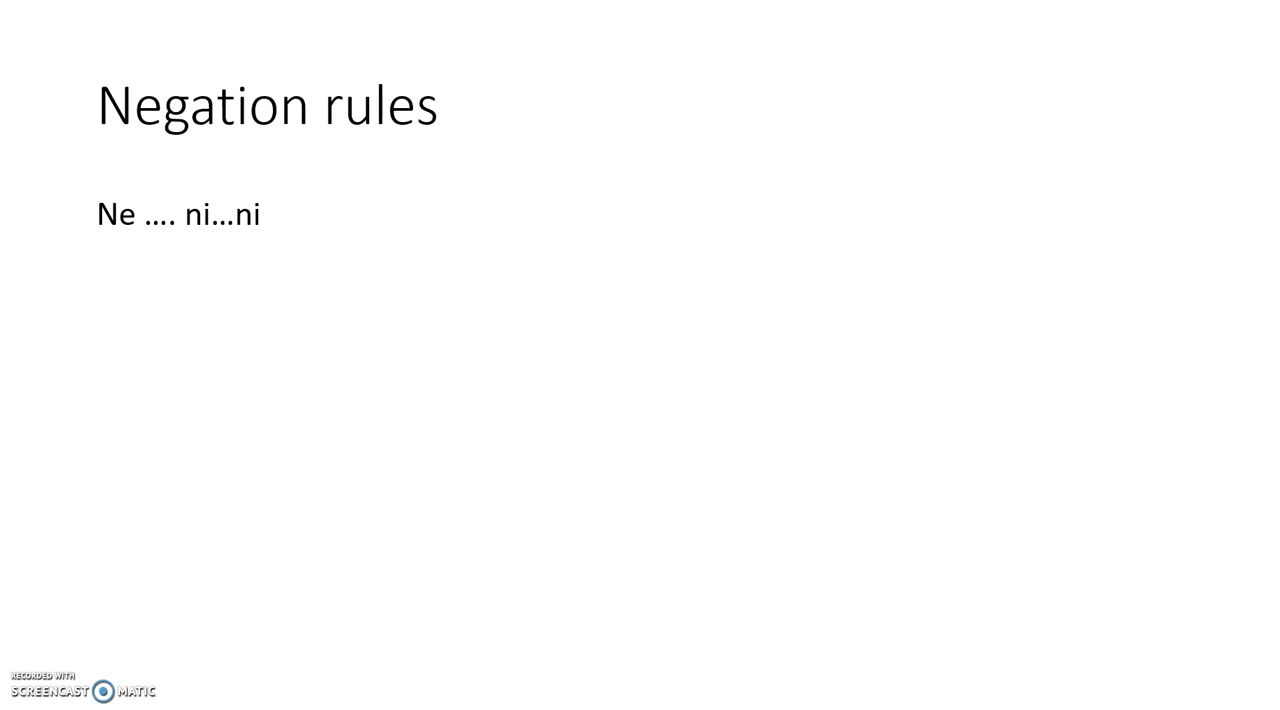 Negation rules
Ne .... ni...ni
RECORDED WITH
SCREENCAST MATIC